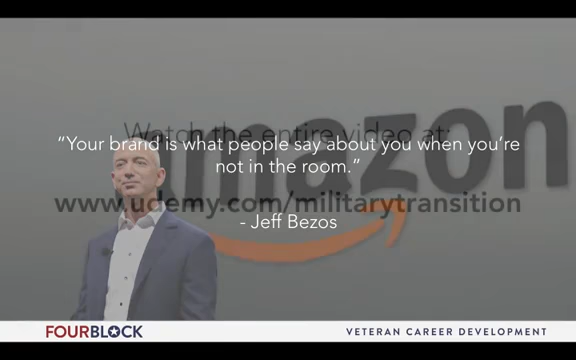 Watch the entire video at:
amazon
"Your brand is what people say about you when you're
not in the room."
www.udemy.com/militarytransition
- Jeff Bezos
FOURBLOCK
VETERAN CAREER DEVELOPMENT